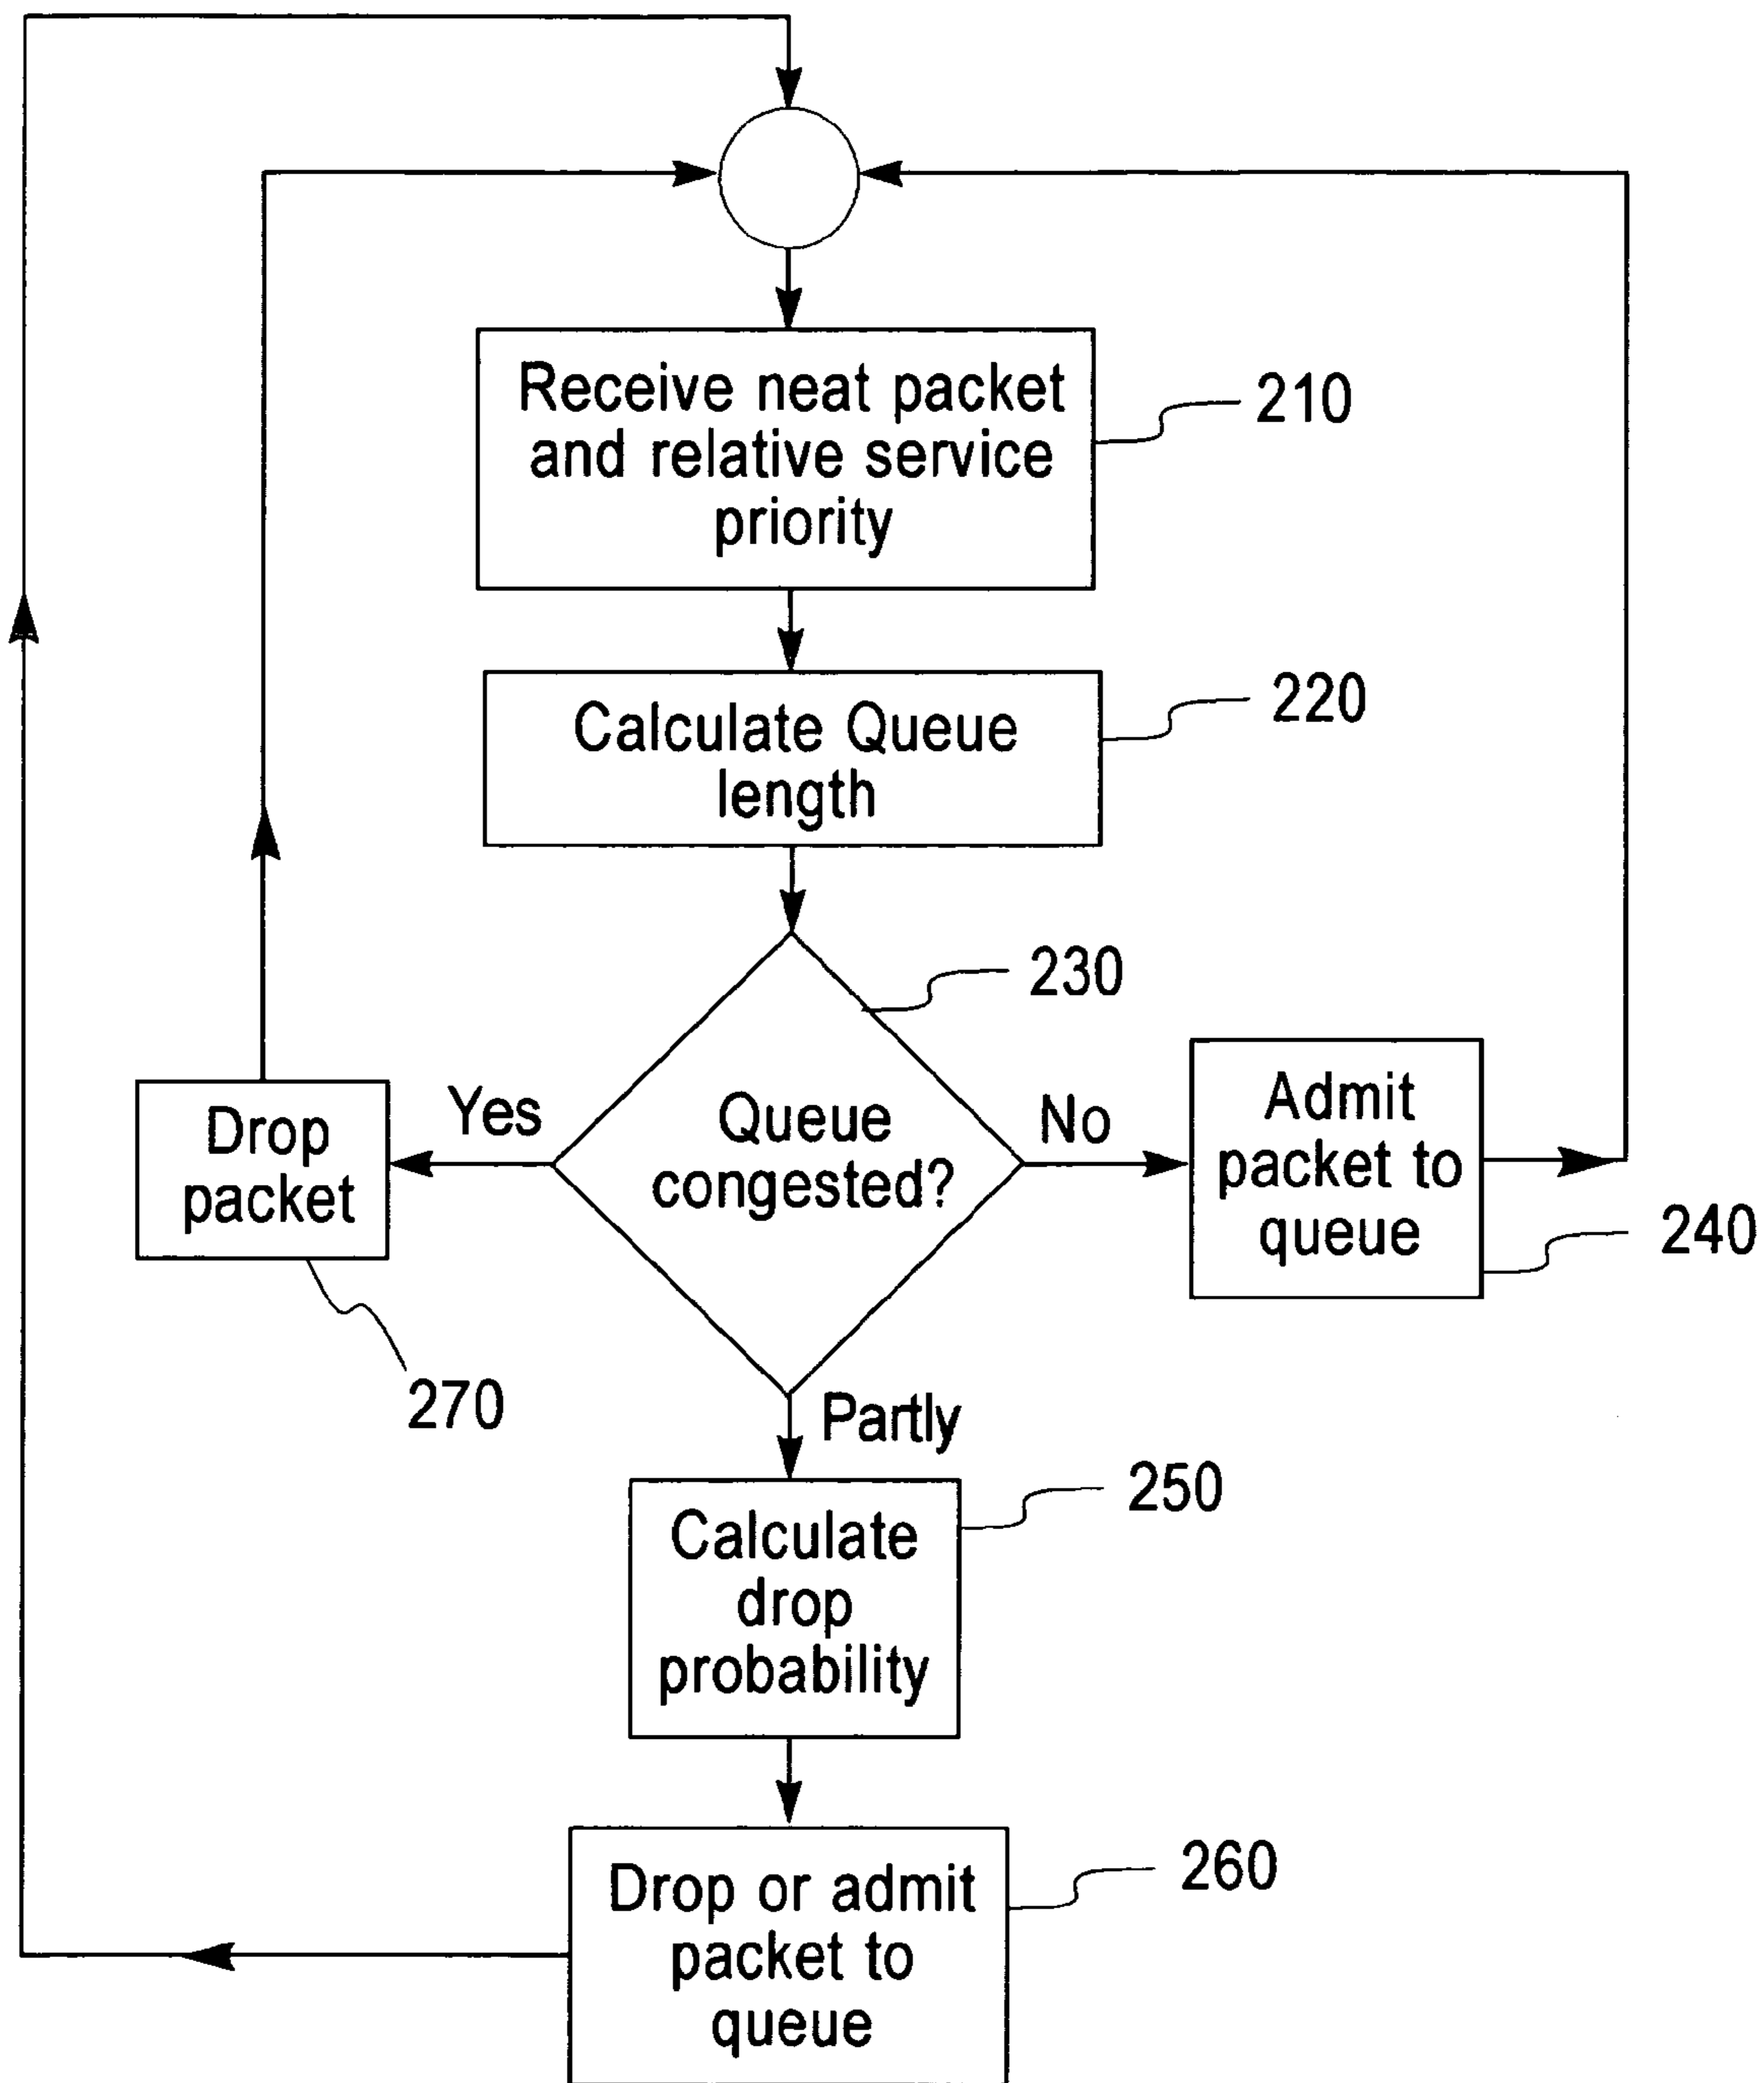 Receive neat packet
and relative service
priority
210
Calculate Queue
length
220
230
Queue
congested?
Yes
No
Partly
Drop
packet
270
Admit
packet to
queue
240
Calculate
drop
probability
250
Drop or admit
packet to
queue
260